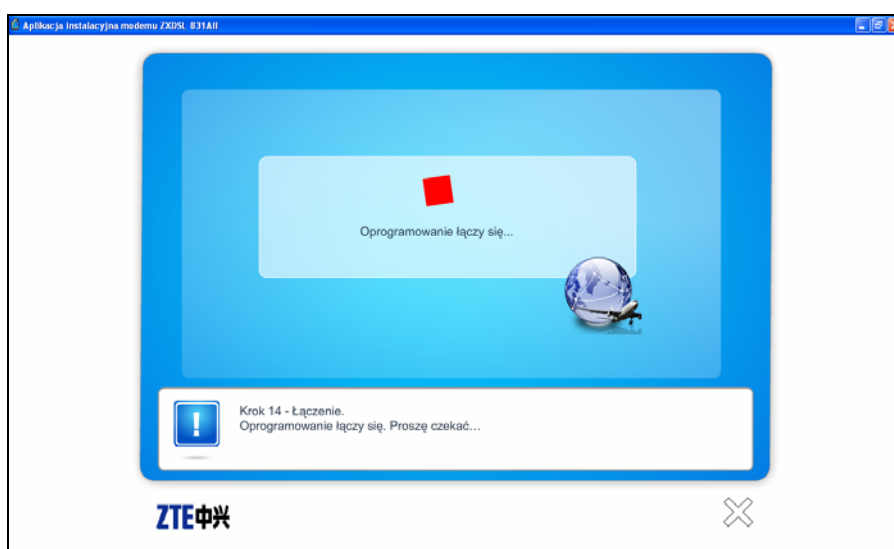 Aplikacja instalacyjna modemu ZXDSL 831AII
Oprogramowanie łączy się...
Krok 14 - Łączenie.
Oprogramowanie łączy się. Proszę czekać...
ZTE中兴